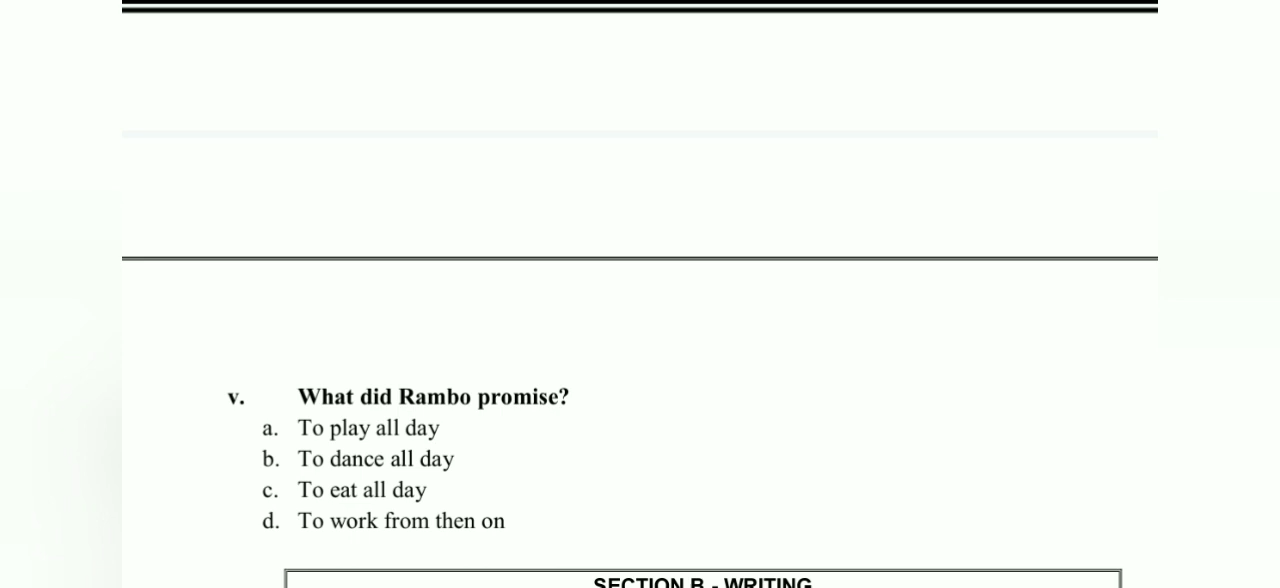 v. What did Rambo promise?
a. To play all day
b. To dance all day
c. To eat all day
d. To work from then on
SECTION B - WRITING